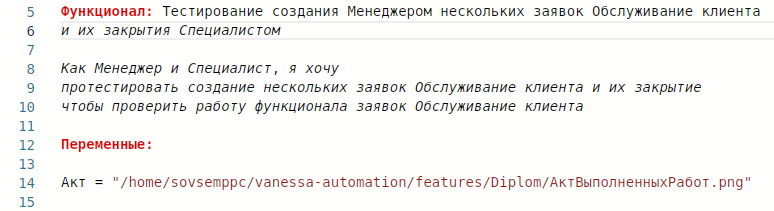 5 Функционал: Тестирование создания Менеджером нескольких заявок Обслуживание клиента
6 и их закрытия Специалистом
7
8 Как Менеджер и Специалист, я хочу
9 протестировать создание нескольких заявок Обслуживание клиента и их закрытие
10 чтобы проверить работу функционала заявок Обслуживание клиента
11
12 Переменные:
13
14 Акт = "/home/sovsemppc/vanessa-automation/features/Diplom/АктВыполненныхРабот.png"
15